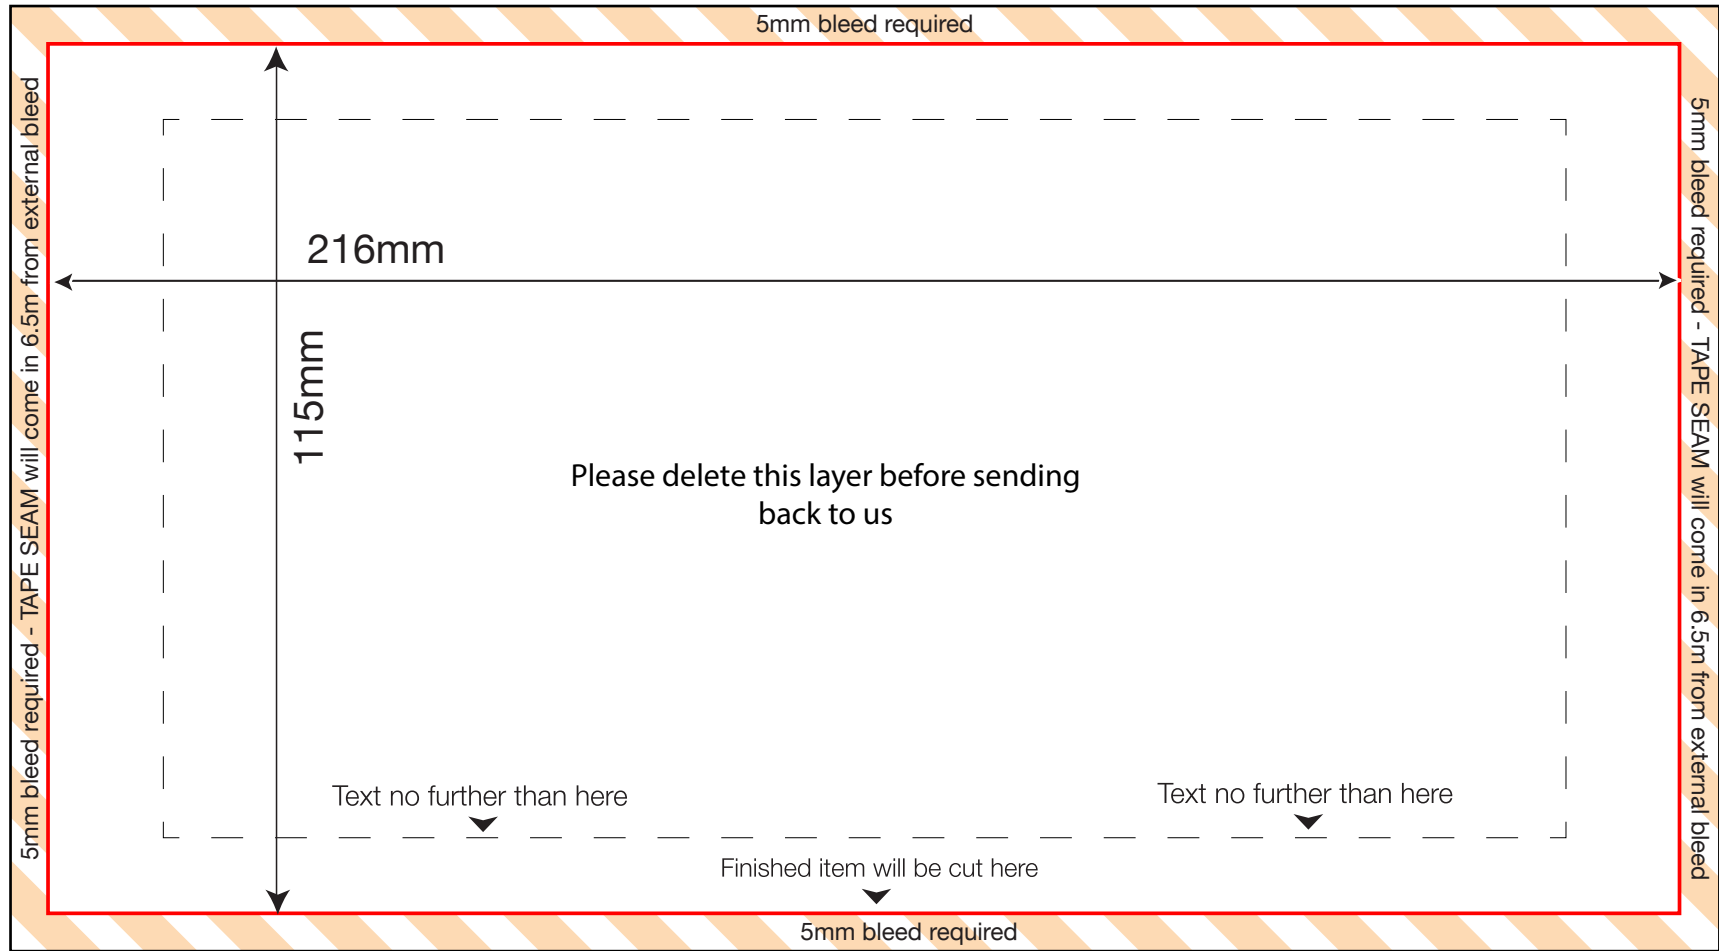 5mm bleed required
5mm bleed required - TAPE SEAM will come in 6.5m from external bleed
5mm bleed required - TAPE SEAM will come in 6.5m from external bleed
216mm
115mm
Please delete this layer before sending
back to us
Text no further than here
Text no further than here
Finished item will be cut here
5mm bleed required